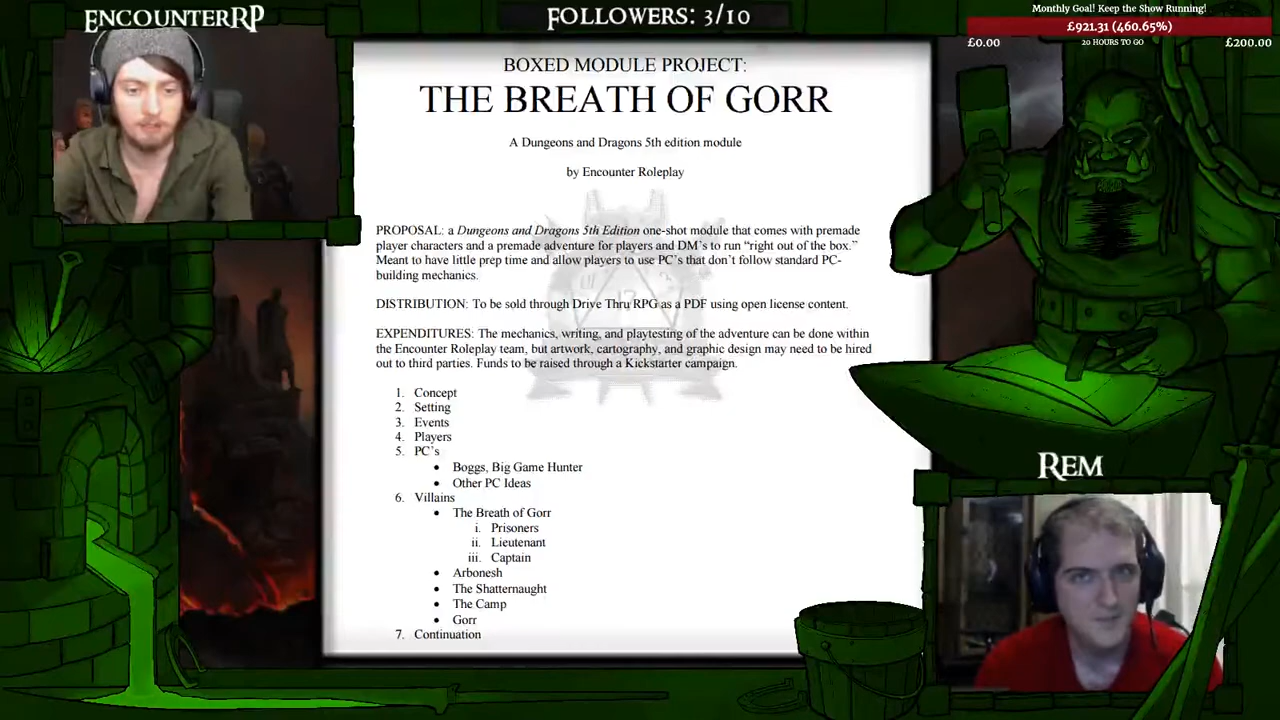 EncounterRP
Followers: 3/10
Monthly Goal! Keep the Show Running!
£921.31 (460.65%)
£0.00
20 HOURS TO GO
£200.00
BOXED MODULE PROJECT:
THE BREATH OF GORR
A Dungeons and Dragons 5th edition module
by Encounter Roleplay
PROPOSAL: a Dungeons and Dragons 5th Edition one-shot module that comes with premade
player characters and a premade adventure for players and DM's to run “right out of the box.”
Meant to have little prep time and allow players to use PC's that don't follow standard PC-
building mechanics.
DISTRIBUTION: To be sold through Drive Thru RPG as a PDF using open license content.
EXPENDITURES: The mechanics, writing, and playtesting of the adventure can be done within
the Encounter Roleplay team, but artwork, cartography, and graphic design may need to be hired
out to third parties. Funds to be raised through a Kickstarter campaign.
1. Concept
2. Setting
3. Events
4. Players
5. PC's
• Boggs, Big Game Hunter
• Other PC Ideas
6. Villains
• The Breath of Gorr
i. Prisoners
ii. Lieutenant
iii. Captain
• Arbonesh
• The Shatternaught
• The Camp
• Gorr
7. Continuation
Rem